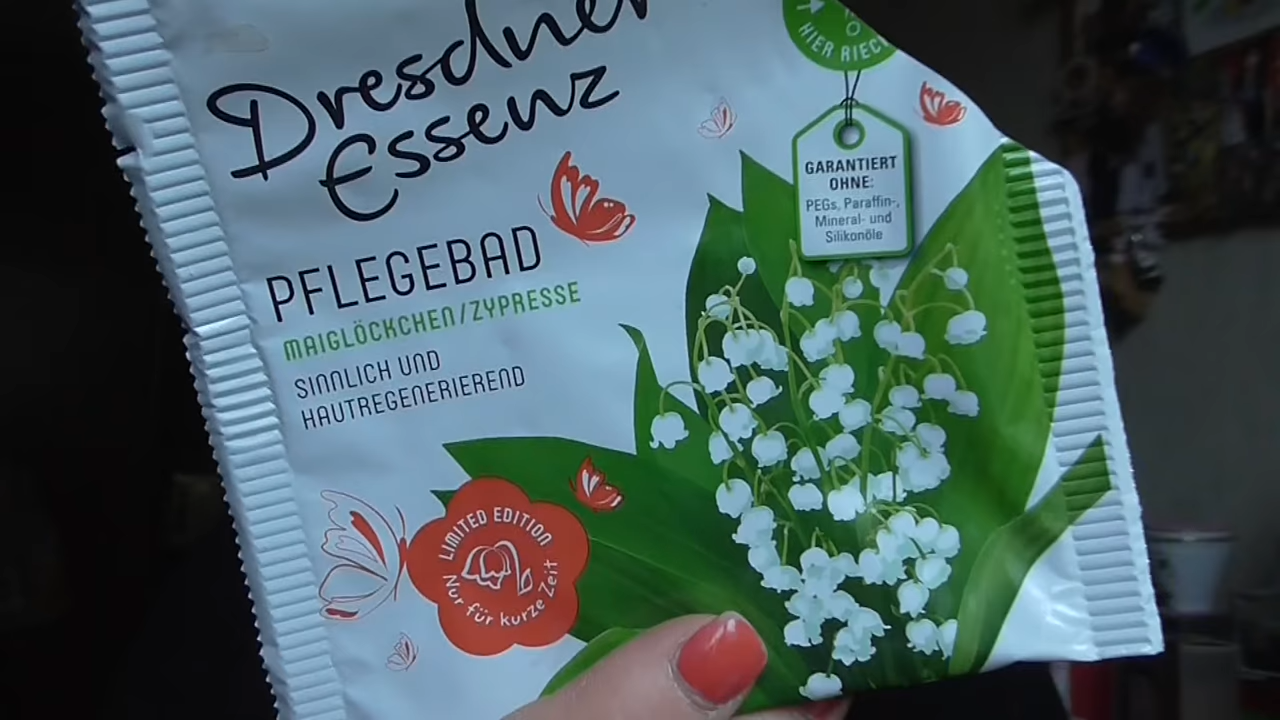 Dresdner
Essenz
PFLEGEBAD
MAIGLÖCKCHEN/ZYPRESSE
SINNLICH UND
HAUTREGENERIEREND
HIER
GARANTIERT
OHNE:
PEGs, Paraffin-,
Mineral- und
Silikonöle
LIMITED EDITION
Nur für kurze Zeit